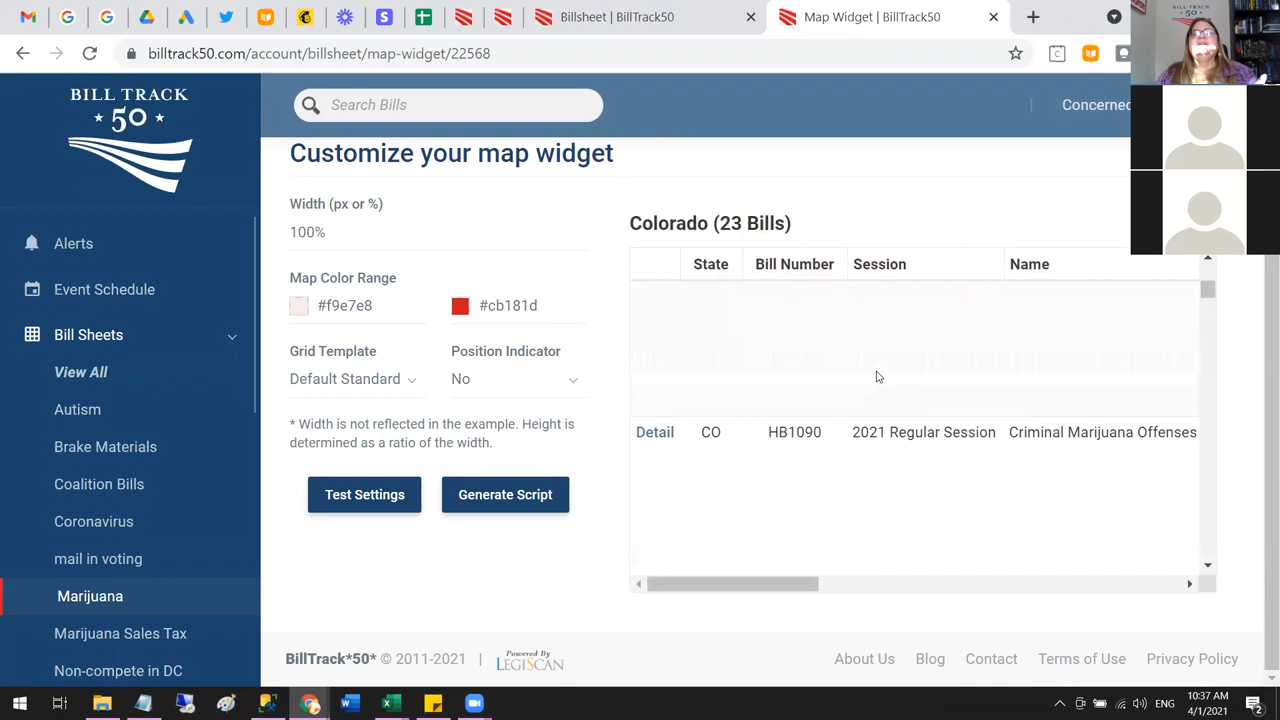 Billsheet | BillTrack50
Map Widget | BillTrack50
billtrack50.com/account/billsheet/map-widget/22568
BILL TRACK
50
BILL TRACK
50
Search Bills
Concerned
Customize your map widget
Width (px or %)
100%
Map Color Range
#f9e7e8
#cb181d
Grid Template
Position Indicator
Default Standard
No
* Width is not reflected in the example. Height is
determined as a ratio of the width.
Test Settings
Generate Script
Colorado (23 Bills)
State
Bill Number
Session
Name
Detail
CO
HB1090
2021 Regular Session
Criminal Marijuana Offenses
Alerts
Event Schedule
Bill Sheets
View All
Autism
Brake Materials
Coalition Bills
Coronavirus
mail in voting
Marijuana
Marijuana Sales Tax
Non-compete in DC
BillTrack*50* © 2011-2021 |
Powered By
LEGISCAN
About Us
Blog
Contact
Terms of Use
Privacy Policy
ENG
10:37 AM
4/1/2021
2